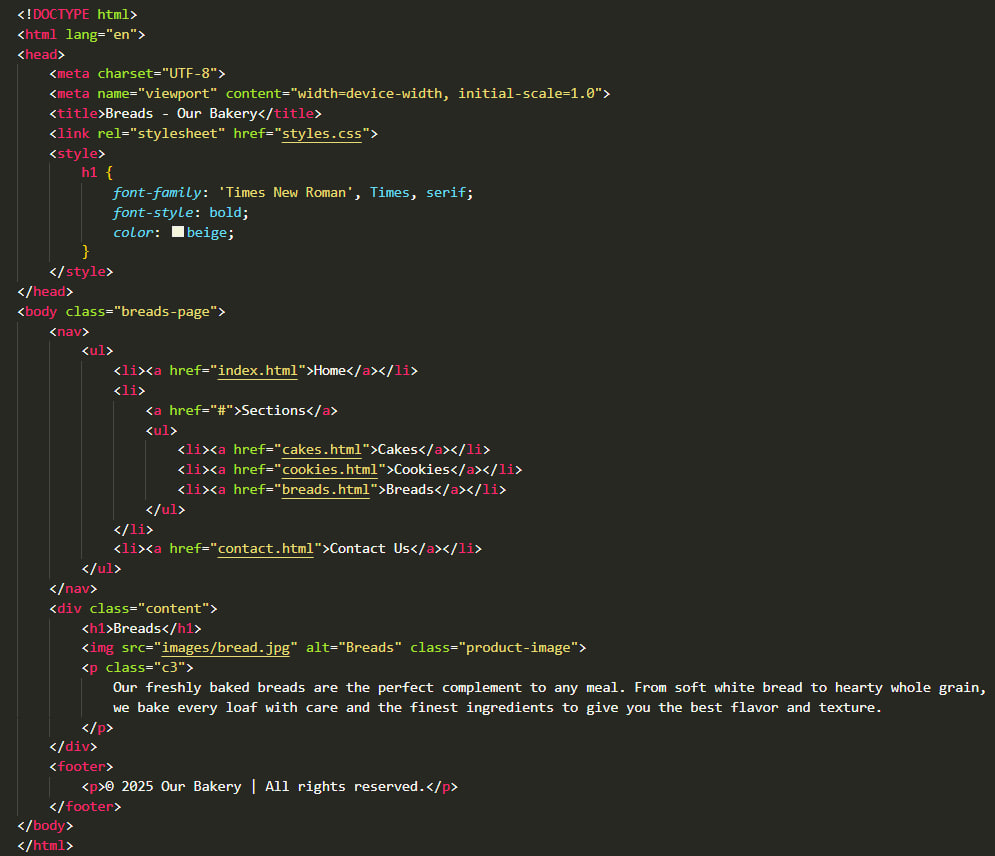 <!DOCTYPE html>
<html lang="en">
<head>
    <meta charset="UTF-8">
    <meta name="viewport" content="width=device-width, initial-scale=1.0">
    <title>Breads - Our Bakery</title>
    <link rel="stylesheet" href="styles.css">
    <style>
        h1 {
            font-family: 'Times New Roman', Times, serif;
            font-style: bold;
            color: beige;
        }
    </style>
</head>
<body class="breads-page">
    <nav>
        <ul>
            <li><a href="index.html">Home</a></li>
            <li>
                <a href="#">Sections</a>
                <ul>
                    <li><a href="cakes.html">Cakes</a></li>
                    <li><a href="cookies.html">Cookies</a></li>
                    <li><a href="breads.html">Breads</a></li>
                </ul>
            </li>
            <li><a href="contact.html">Contact Us</a></li>
        </ul>
    </nav>
    <div class="content">
        <h1>Breads</h1>
        <img src="images/bread.jpg" alt="Breads" class="product-image">
        <p class="c3">
            Our freshly baked breads are the perfect complement to any meal. From soft white bread to hearty whole grain,
            we bake every loaf with care and the finest ingredients to give you the best flavor and texture.
        </p>
    </div>
    <footer>
        <p>© 2025 Our Bakery | All rights reserved.</p>
    </footer>
</body>
</html>